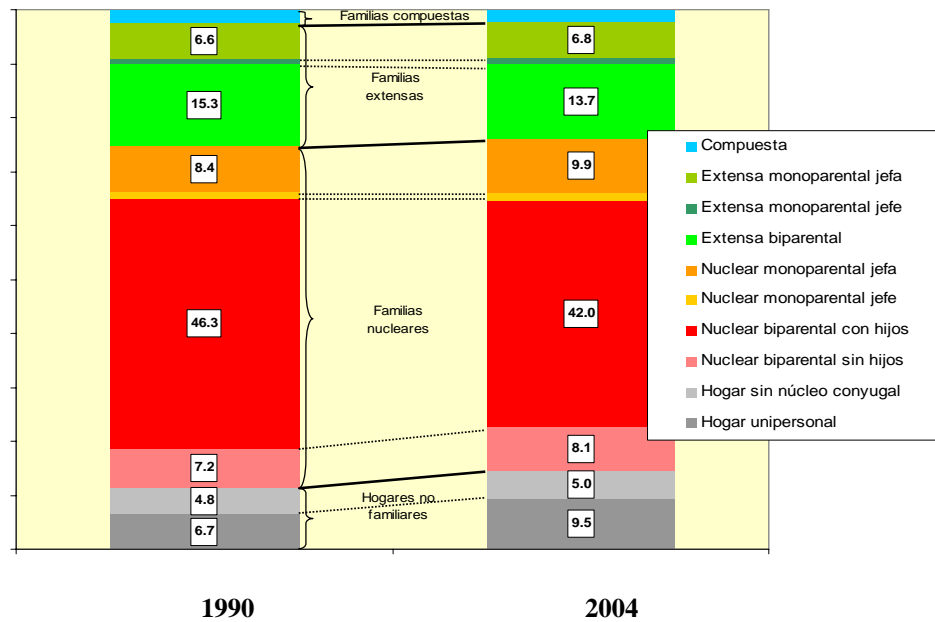 Familias compuestas
6.6
6.8
Familias
extensas
15.3
13.7
8.4
9.9
46.3
Familias
nucleares
42.0
7.2
8.1
4.8
Hogares no
familiares
5.0
6.7
9.5
Compuesta
Extensa monoparental jefa
Extensa monoparental jefe
Extensa biparental
Nuclear monoparental jefa
Nuclear monoparental jefe
Nuclear biparental con hijos
Nuclear biparental sin hijos
Hogar sin núcleo conyugal
Hogar unipersonal
1990
2004